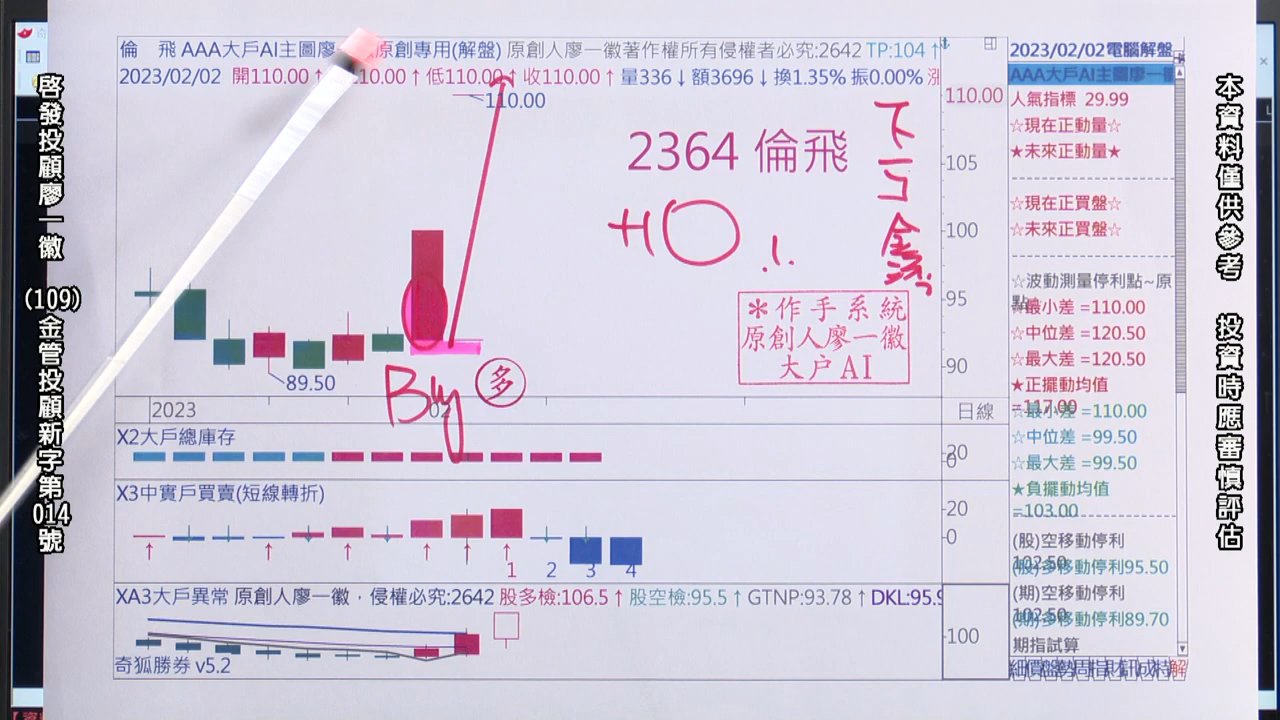 倫 飛 AAA大戶AI主圖廖 原創專用(解盤) 原創人廖一徽著作權所有侵權者必究:2642 TP:104 ↑
2023/02/02 開110.00 ↑ 10.00 ↑ 低110.00 ↑ 收110.00 ↑ 量336 ↓ 額3696 ↓ 換1.35% 振0.00% 漲
110.00
2364 倫飛
+
!
多
By
89.50
*作手系統
原創人廖一徽
大户AI
110.00
105
100
95
90
2023
02
日線
X2大戶總庫存
20
0
X3中實戶買賣(短線轉折)
20
0
1 2 3 4
XA3大戶異常 原創人廖一徽，侵權必究:2642 股多檢:106.5 ↑ 股空檢:95.5 ↑ GTNP:93.78 ↑ DKL:95.9
100
奇狐勝券 v5.2
2023/02/02電腦解盤
AAA大戶AI主圖廖一徽
人氣指標 29.99
☆現在正動量☆
★未來正動量★
☆現在正買盤☆
☆未來正買盤☆
☆波動測量停利點~原
☆最小差 =110.00
☆中位差 =120.50
☆最大差 =120.50
★正擺動均值
=117.00
☆最小差 =110.00
☆中位差 =99.50
☆最大差 =99.50
★負擺動均值
=103.00
(股)空移動停利
102.50
(股)多移動停利95.50
(期)空移動停利
102.50
(期)多移動停利89.70
期指試算
啓發投顧廖一徽 (109)金管投顧新字第014號
本資料僅供參考 投資時應審慎評估